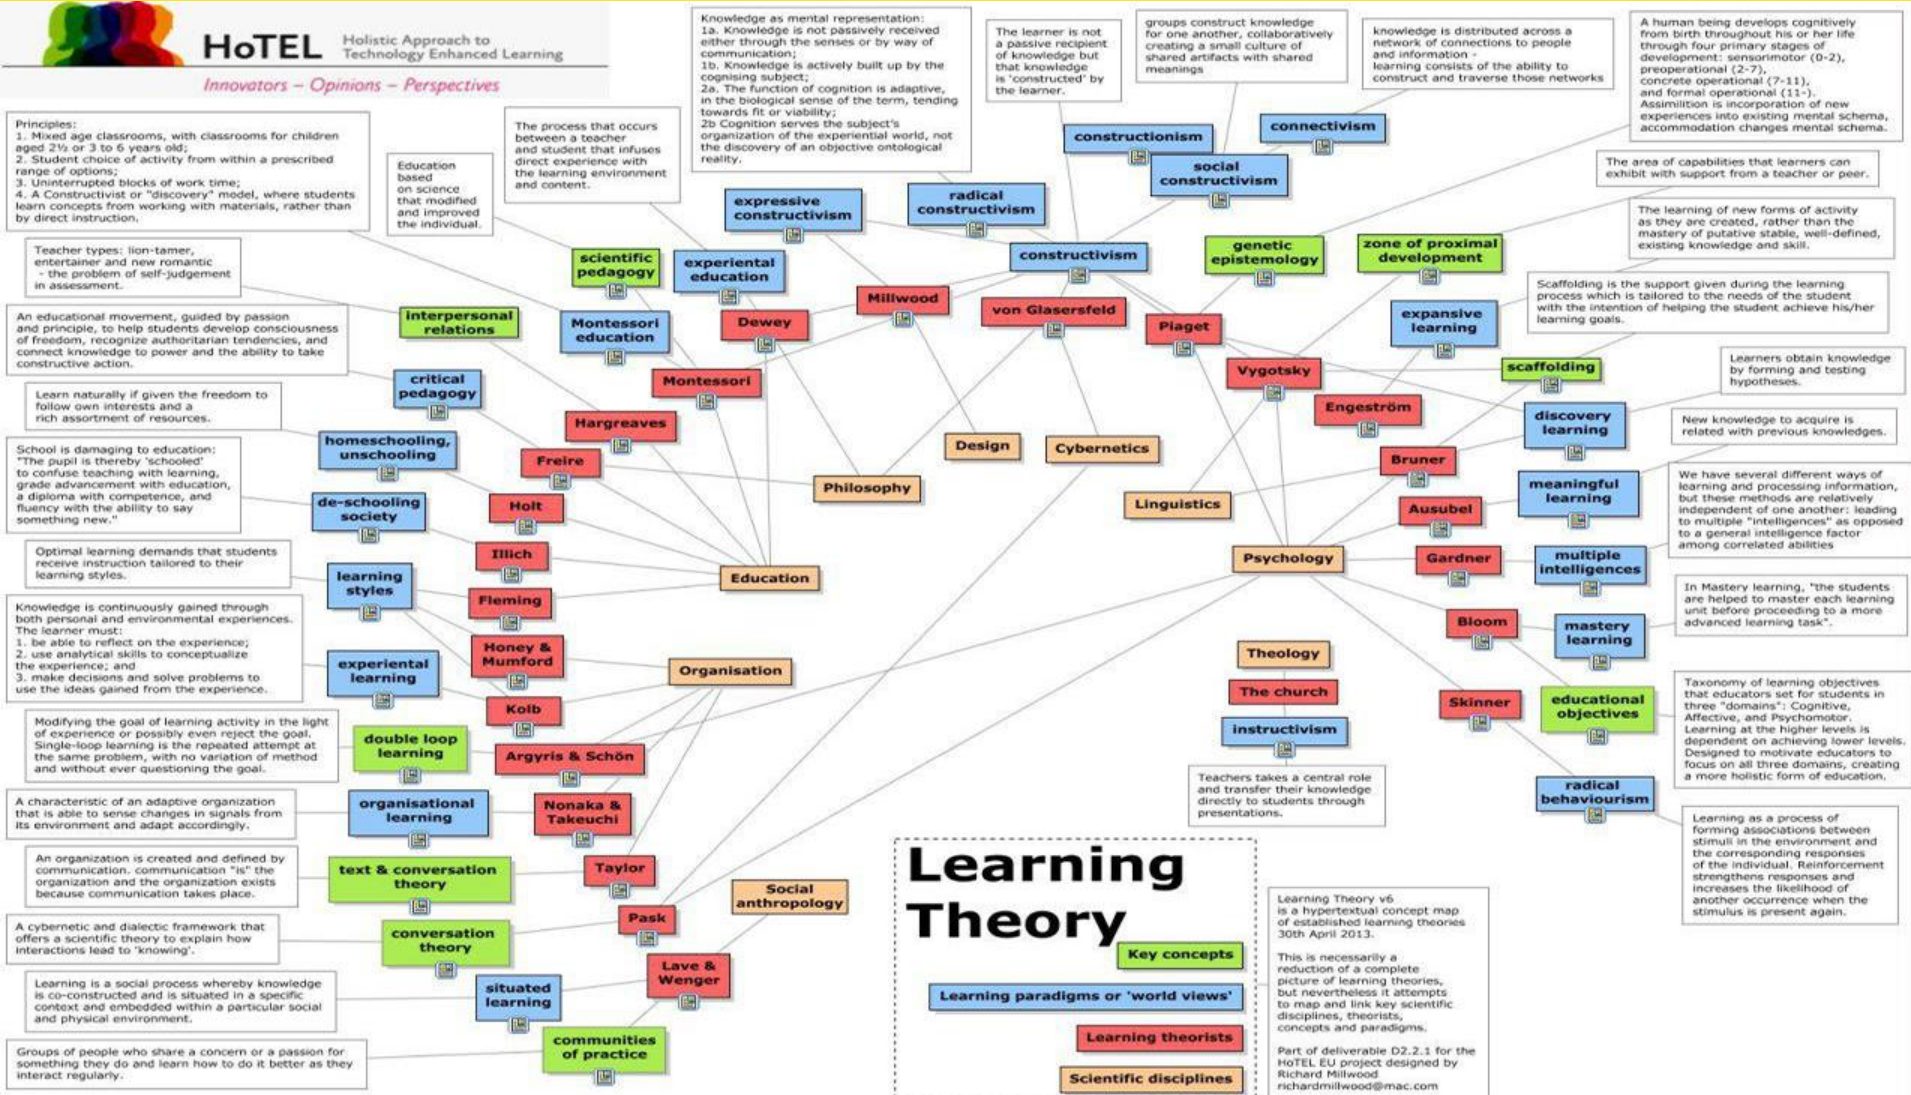 HoTEL
Holistic Approach to
Technology Enhanced Learning
Innovators – Opinions – Perspectives
Knowledge as mental representation:
1a. Knowledge is not passively received
either through the senses or by way of
communication;
1b. Knowledge is actively built up by the
cognising subject;
2a. The function of cognition is adaptive,
in the biological sense of the term, tending
towards fit or viability;
2b Cognition serves the subject's
organization of the experiential world, not
the discovery of an objective ontological
reality.
The learner is not
a passive recipient
of knowledge but
that knowledge
is 'constructed' by
the learner.
groups construct knowledge
for one another, collaboratively
creating a small culture of
shared artifacts with shared
meanings
knowledge is distributed across a
network of connections to people
and information -
learning consists of the ability to
construct and traverse those networks
A human being develops cognitively
from birth throughout his or her life
through four primary stages of
development: sensorimotor (0-2),
preoperational (2-7),
concrete operational (7-11),
and formal operational (11-).
Assimilition is incorporation of new
experiences into existing mental schema,
accommodation changes mental schema.
Principles:
1. Mixed age classrooms, with classrooms for children
aged 2½ or 3 to 6 years old;
2. Student choice of activity from within a prescribed
range of options;
3. Uninterrupted blocks of work time;
4. A Constructivist or "discovery" model, where students
learn concepts from working with materials, rather than
by direct instruction.
Education
based
on science
that modified
and improved
the individual.
The process that occurs
between a teacher
and student that infuses
direct experience with
the learning environment
and content.
constructionism
connectivism
social
constructivism
The area of capabilities that learners can
exhibit with support from a teacher or peer.
expressive
constructivism
radical
constructivism
The learning of new forms of activity
as they are created, rather than the
mastery of putative stable, well-defined,
existing knowledge and skill.
Teacher types: lion-tamer,
entertainer and new romantic
- the problem of self-judgement
in assessment.
scientific
pedagogy
experiental
education
constructivism
genetic
epistemology
zone of proximal
development
Scaffolding is the support given during the learning
process which is tailored to the needs of the student
with the intention of helping the student achieve his/her
learning goals.
An educational movement, guided by passion
and principle, to help students develop consciousness
of freedom, recognize authoritarian tendencies, and
connect knowledge to power and the ability to take
constructive action.
interpersonal
relations
Montessori
education
Dewey
Millwood
von Glasersfeld
Piaget
expansive
learning
Learners obtain knowledge
by forming and testing
hypotheses.
critical
pedagogy
Montessori
Vygotsky
scaffolding
Learn naturally if given the freedom to
follow own interests and a
rich assortment of resources.
Hargreaves
Engeström
discovery
learning
New knowledge to acquire is
related with previous knowledges.
School is damaging to education:
"The pupil is thereby 'schooled'
to confuse teaching with learning,
grade advancement with education,
a diploma with competence, and
fluency with the ability to say
something new."
homeschooling,
unschooling
Freire
Design
Cybernetics
Bruner
Philosophy
meaningful
learning
We have several different ways of
learning and processing information,
but these methods are relatively
independent of one another: leading
to multiple "intelligences" as opposed
to a general intelligence factor
among correlated abilities
de-schooling
society
Holt
Linguistics
Ausubel
Optimal learning demands that students
receive instruction tailored to their
learning styles.
Illich
Psychology
Gardner
multiple
intelligences
learning
styles
Education
Fleming
In Mastery learning, "the students
are helped to master each learning
unit before proceeding to a more
advanced learning task".
Knowledge is continuously gained through
both personal and environmental experiences.
The learner must:
1. be able to reflect on the experience;
2. use analytical skills to conceptualize
the experience; and
3. make decisions and solve problems to
use the ideas gained from the experience.
Bloom
mastery
learning
experiential
learning
Honey &
Mumford
Organisation
Theology
The church
instructivism
Kolb
Skinner
educational
objectives
Taxonomy of learning objectives
that educators set for students in
three "domains": Cognitive,
Affective, and Psychomotor.
Learning at the higher levels is
dependent on achieving lower levels.
Designed to motivate educators to
focus on all three domains, creating
a more holistic form of education.
Modifying the goal of learning activity in the light
of experience or possibly even reject the goal.
Single-loop learning is the repeated attempt at
the same problem, with no variation of method
and without ever questioning the goal.
double loop
learning
Argyris & Schön
Teachers takes a central role
and transfer their knowledge
directly to students through
presentations.
radical
behaviourism
A characteristic of an adaptive organization
that is able to sense changes in signals from
its environment and adapt accordingly.
organisational
learning
Nonaka &
Takeuchi
Learning as a process of
forming associations between
stimuli in the environment and
the corresponding responses
of the individual. Reinforcement
strengthens responses and
increases the likelihood of
another occurrence when the
stimulus is present again.
An organization is created and defined by
communication. communication "is" the
organization and the organization exists
because communication takes place.
text & conversation
theory
Taylor
Social
anthropology
A cybernetic and dialectic framework that
offers a scientific theory to explain how
interactions lead to 'knowing'.
conversation
theory
Pask
Learning is a social process whereby knowledge
is co-constructed and is situated in a specific
context and embedded within a particular social
and physical environment.
situated
learning
Lave &
Wenger
Groups of people who share a concern or a passion for
something they do and learn how to do it better as they
interact regularly.
communities
of practice
Learning
Theory
Key concepts
Learning paradigms or 'world views'
Learning theorists
Scientific disciplines
Learning Theory v6
is a hypertextual concept map
of established learning theories
30th April 2013.
This is necessarily a
reduction of a complete
picture of learning theories,
but nevertheless it attempts
to map and link key scientific
disciplines, theorists,
concepts and paradigms.
Part of deliverable D2.2.1 for the
HoTEL EU project designed by
Richard Millwood
richardmillwood@mac.com